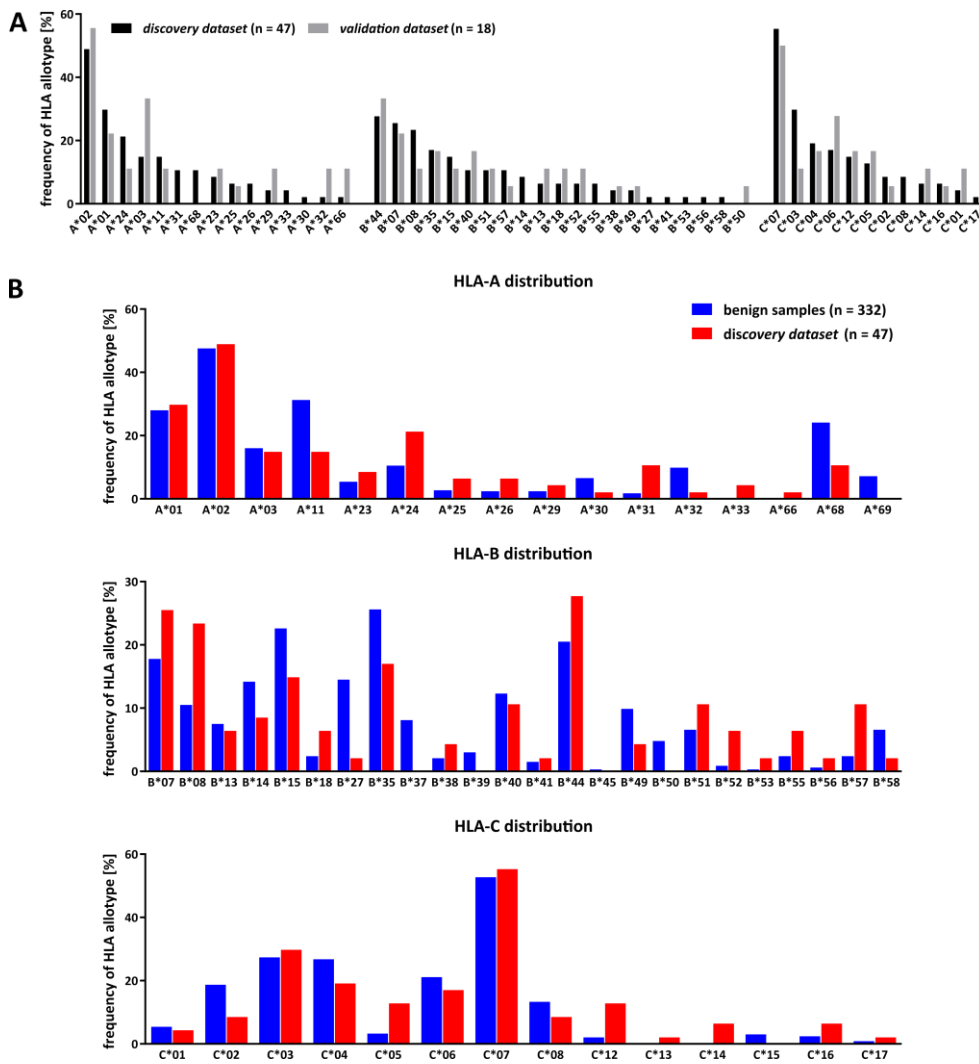 A
frequency of HLA allotype [%]
60
40
20
0
discovery dataset (n = 47) validation dataset (n = 18)
A*02 A*01 A*24 A*03 A*11 A*31 A*68 A*23 A*25 A*26 A*29 A*33 A*30 A*32 A*66 B*44 B*07 B*08 B*35 B*15 B*40 B*51 B*57 B*14 B*13 B*18 B*52 B*55 B*38 B*49 B*27 B*41 B*53 B*56 B*58 B*50 C*07 C*03 C*04 C*06 C*12 C*05 C*02 C*08 C*14 C*16 C*01 C*17
B
HLA-A distribution
frequency of HLA allotype [%]
60
40
20
0
benign samples (n = 332)
discovery dataset (n = 47)
A*01 A*02 A*03 A*11 A*23 A*24 A*25 A*26 A*29 A*30 A*31 A*32 A*33 A*66 A*68 A*69
HLA-B distribution
frequency of HLA allotype [%]
30
20
10
0
B*07 B*08 B*13 B*14 B*15 B*18 B*27 B*35 B*37 B*38 B*39 B*40 B*41 B*44 B*45 B*49 B*50 B*51 B*52 B*53 B*55 B*56 B*57 B*58
HLA-C distribution
frequency of HLA allotype [%]
60
40
20
0
C*01 C*02 C*03 C*04 C*05 C*06 C*07 C*08 C*12 C*13 C*14 C*15 C*16 C*17